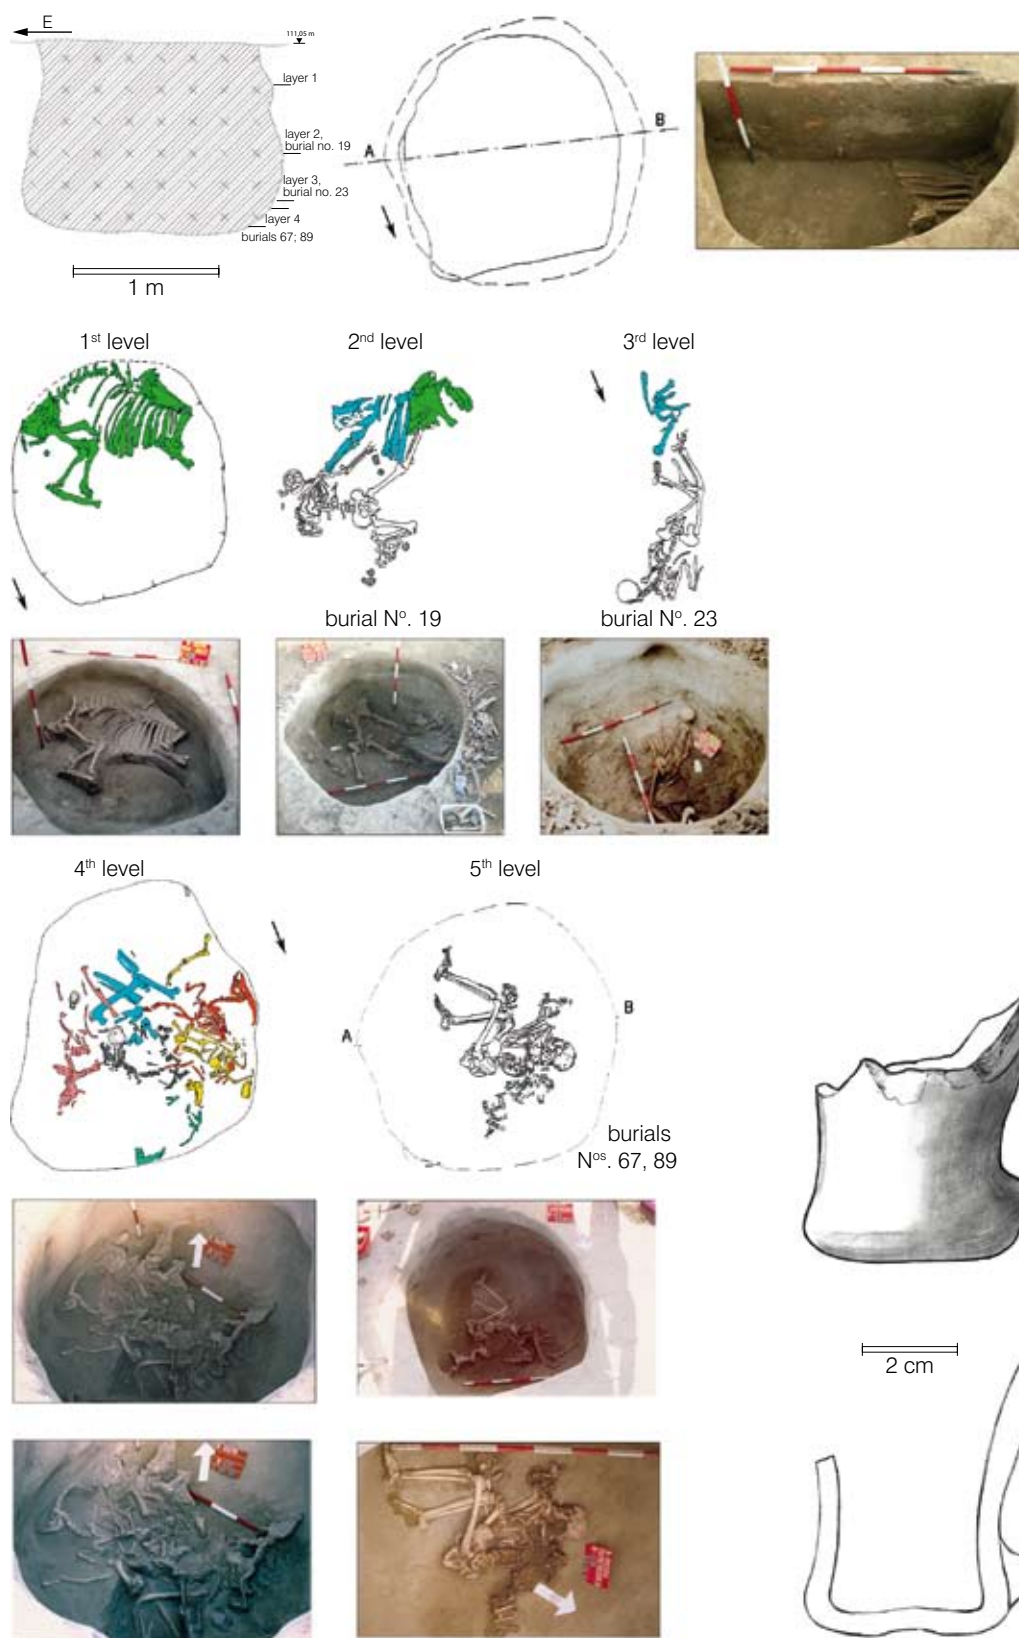 E
111,05 m
layer 1
layer 2,
burial no. 19
layer 3,
burial no. 23
layer 4
burials 67; 89
1 m
A
B
1st level
2nd level
3rd level
burial Nº. 19
burial Nº. 23
4th level
5th level
A
B
burials
Nos. 67, 89
2 cm